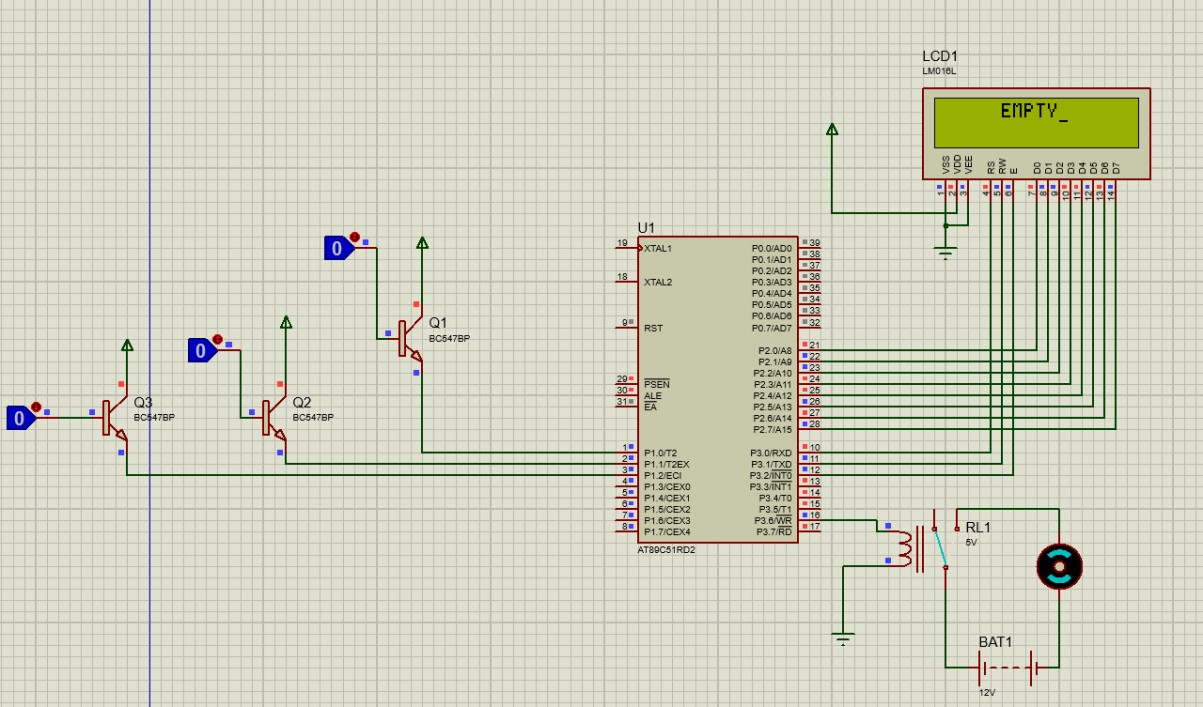 LCD1
LM016L
EMPTY_
VSS VDD VEE RS RW E D0 D1 D2 D3 D4 D5 D6 D7
1 2 3 4 5 6 7 8 9 10 11 12 13 14
U1
19 XTAL1 P0.0/AD0 39
P0.1/AD1 38
P0.2/AD2 37
18 XTAL2 P0.3/AD3 36
P0.4/AD4 35
P0.5/AD5 34
P0.6/AD6 33
9 RST P0.7/AD7 32
P2.0/A8 21
P2.1/A9 22
P2.2/A10 23
29 PSEN P2.3/A11 24
30 ALE P2.4/A12 25
31 EA P2.5/A13 26
P2.6/A14 27
P2.7/A15 28
1 P1.0/T2 P3.0/RXD 10
2 P1.1/T2EX P3.1/TXD 11
3 P1.2/ECI P3.2/INT0 12
4 P1.3/CEX0 P3.3/INT1 13
5 P1.4/CEX1 P3.4/T0 14
6 P1.5/CEX2 P3.5/T1 15
7 P1.6/CEX3 P3.6/WR 16
8 P1.7/CEX4 P3.7/RD 17
AT89C51RD2
0
Q1
BC547BP
0
Q2
BC547BP
0
Q3
BC547BP
RL1
5V
BAT1
12V